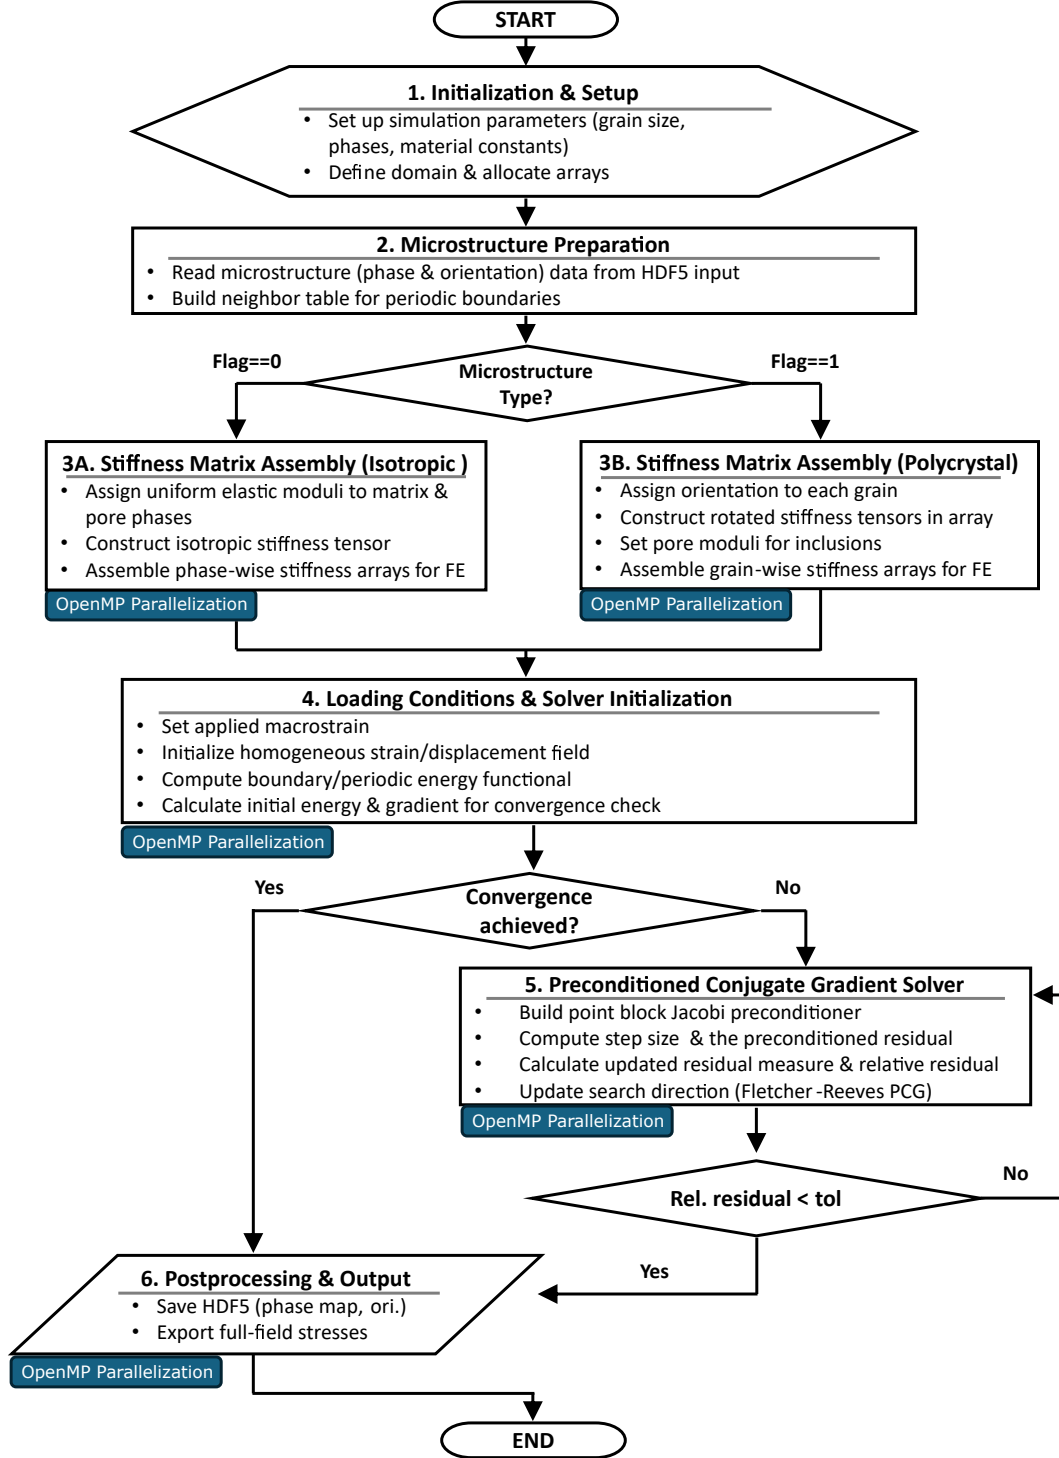 START
1. Initialization & Setup
• Set up simulation parameters (grain size,
phases, material constants)
• Define domain & allocate arrays
2. Microstructure Preparation
• Read microstructure (phase & orientation) data from HDF5 input
• Build neighbor table for periodic boundaries
Flag==0
Microstructure
Type?
Flag==1
3A. Stiffness Matrix Assembly (Isotropic )
• Assign uniform elastic moduli to matrix &
pore phases
• Construct isotropic stiffness tensor
• Assemble phase-wise stiffness arrays for FE
OpenMP Parallelization
3B. Stiffness Matrix Assembly (Polycrystal)
• Assign orientation to each grain
• Construct rotated stiffness tensors in array
• Set pore moduli for inclusions
• Assemble grain-wise stiffness arrays for FE
OpenMP Parallelization
4. Loading Conditions & Solver Initialization
• Set applied macrostrain
• Initialize homogeneous strain/displacement field
• Compute boundary/periodic energy functional
• Calculate initial energy & gradient for convergence check
OpenMP Parallelization
Yes
Convergence
achieved?
No
5. Preconditioned Conjugate Gradient Solver
• Build point block Jacobi preconditioner
• Compute step size & the preconditioned residual
• Calculate updated residual measure & relative residual
• Update search direction (Fletcher -Reeves PCG)
OpenMP Parallelization
Rel. residual < tol
No
Yes
6. Postprocessing & Output
• Save HDF5 (phase map, ori.)
• Export full-field stresses
OpenMP Parallelization
END